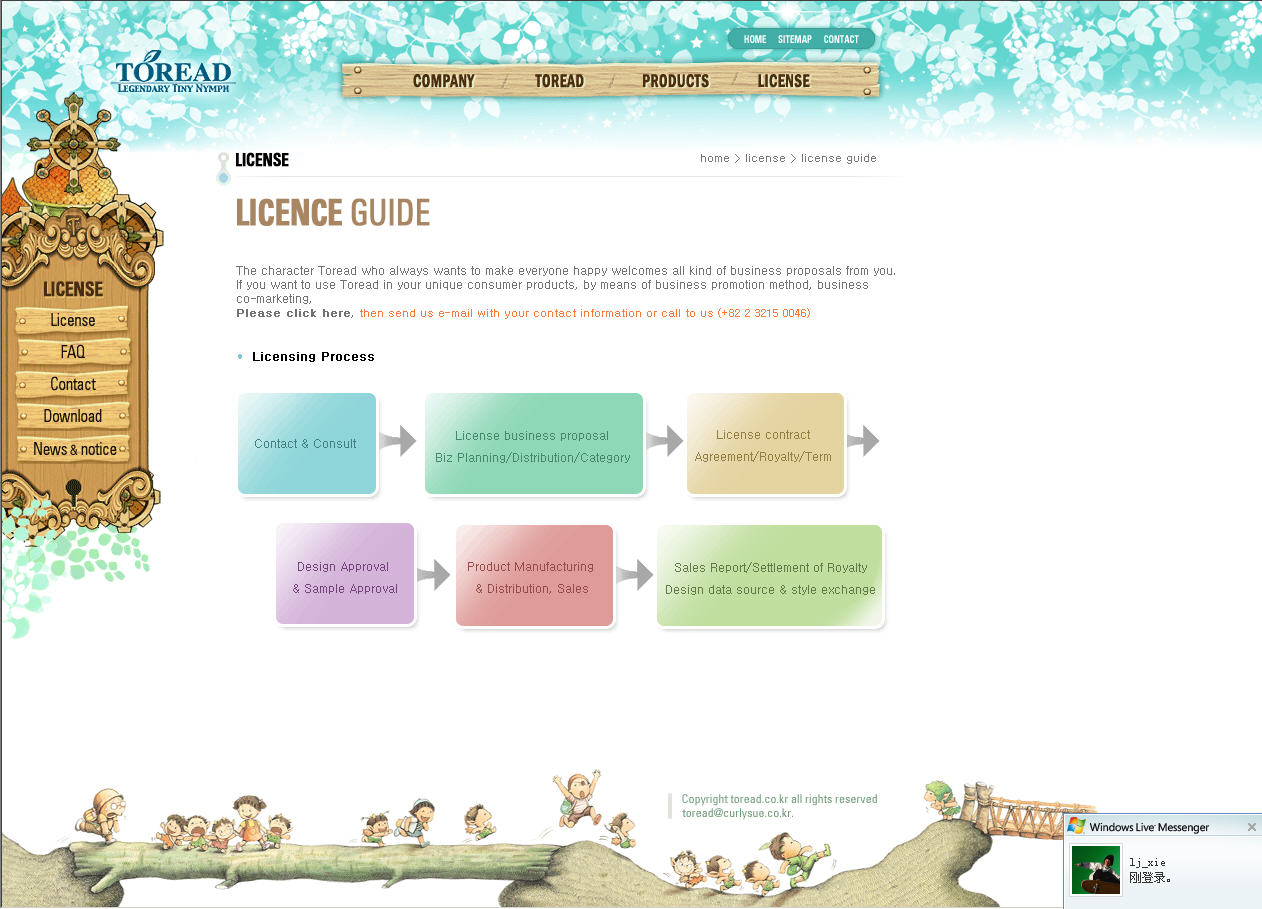 HOME SITEMAP CONTACT
TOREAD
LEGENDARY TINY NYMPH
COMPANY / TOREAD / PRODUCTS / LICENSE
LICENSE
home > license > license guide
LICENCE GUIDE
The character Toread who always wants to make everyone happy welcomes all kind of business proposals from you.
If you want to use Toread in your unique consumer products, by means of business promotion method, business
co-marketing,
Please click here, then send us e-mail with your contact information or call to us (+82 2 3215 0046)
LICENSE
License
FAQ
Contact
Download
News & notice
• Licensing Process
Contact & Consult
License business proposal
Biz Planning/Distribution/Category
License contract
Agreement/Royalty/Term
Design Approval
& Sample Approval
Product Manufacturing
& Distribution, Sales
Sales Report/Settlement of Royalty
Design data source & style exchange
Copyright toread.co.kr all rights reserved
toread@curlysue.co.kr.
Windows Live Messenger
lj_xie
刚登录。